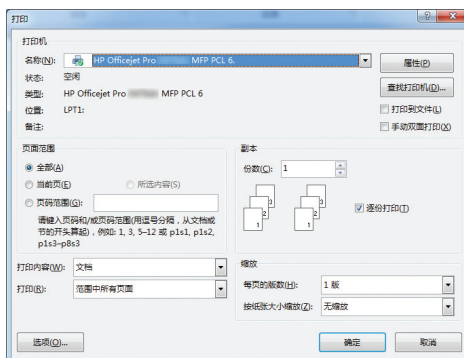 打印
打印机
名称(N): HP Officejet Pro MFP PCL 6.
属性(P)
状态: 空闲
查找打印机(D)...
类型: HP Officejet Pro MFP PCL 6
位置: LPT1:
打印到文件(L)
备注:
手动双面打印(X)
页面范围
全部(A)
当前页(E) 所选内容(S)
页码范围(G):
请键入页码和/或页码范围(用逗号分隔，从文档或
节的开头算起)，例如: 1, 3, 5–12 或 p1s1, p1s2,
p1s3–p8s3
副本
份数(C): 1
1 2 3
1 2 3
逐份打印(T)
打印内容(W): 文档
打印(R): 范围中所有页面
缩放
每页的版数(H): 1 版
按纸张大小缩放(Z): 无缩放
选项(O)...
确定
取消